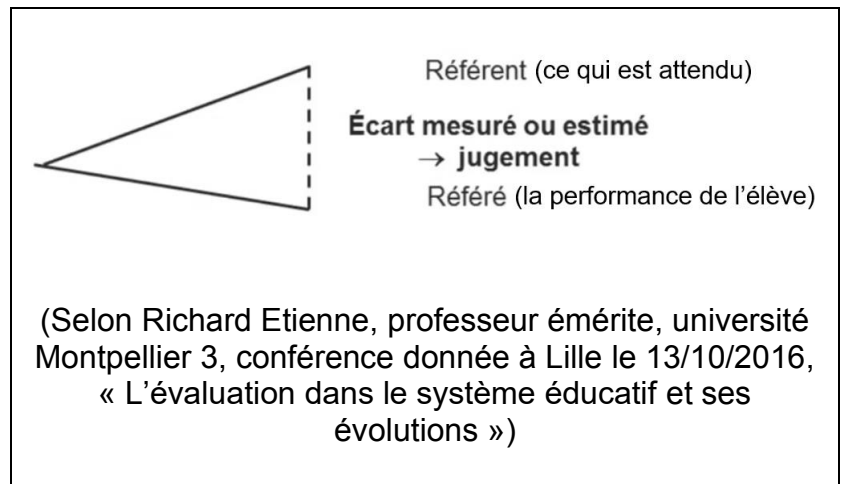 Référent (ce qui est attendu)
Écart mesuré ou estimé
→ jugement
Référé (la performance de l’élève)
(Selon Richard Etienne, professeur émérite, université
Montpellier 3, conférence donnée à Lille le 13/10/2016,
« L’évaluation dans le système éducatif et ses
évolutions »)